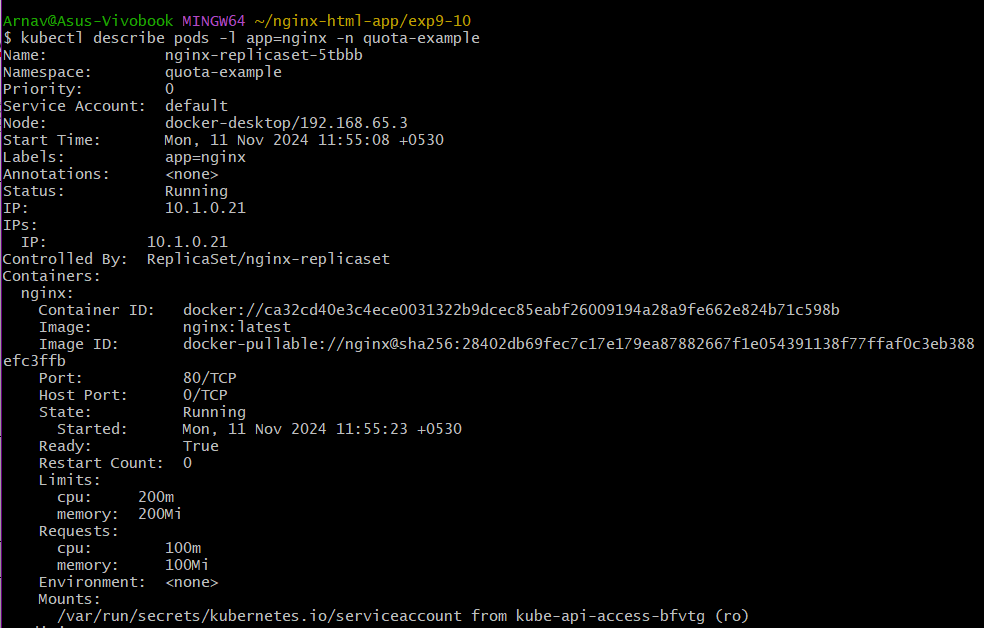 Arnav@Asus-Vivobook MINGW64 ~/nginx-html-app/exp9-10
$ kubectl describe pods -l app=nginx -n quota-example
Name:             nginx-replicaset-5tbbb
Namespace:        quota-example
Priority:         0
Service Account:  default
Node:             docker-desktop/192.168.65.3
Start Time:       Mon, 11 Nov 2024 11:55:08 +0530
Labels:           app=nginx
Annotations:      <none>
Status:           Running
IP:               10.1.0.21
IPs:
  IP:           10.1.0.21
Controlled By:  ReplicaSet/nginx-replicaset
Containers:
  nginx:
    Container ID:   docker://ca32cd40e3c4ece0031322b9dcec85eabf26009194a28a9fe662e824b71c598b
    Image:          nginx:latest
    Image ID:       docker-pullable://nginx@sha256:28402db69fec7c17e179ea87882667f1e054391138f77ffaf0c3eb388
efc3ffb
    Port:           80/TCP
    Host Port:      0/TCP
    State:          Running
      Started:      Mon, 11 Nov 2024 11:55:23 +0530
    Ready:          True
    Restart Count:  0
    Limits:
      cpu:     200m
      memory:  200Mi
    Requests:
      cpu:        100m
      memory:     100Mi
    Environment:  <none>
    Mounts:
      /var/run/secrets/kubernetes.io/serviceaccount from kube-api-access-bfvtg (ro)